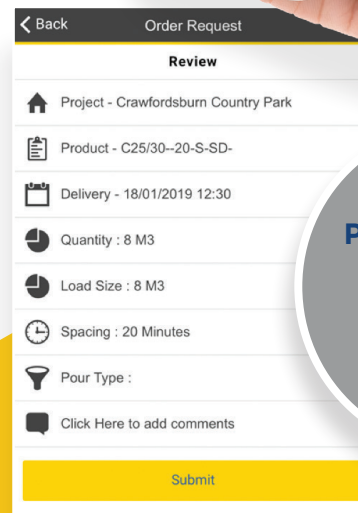 Back Order Request
Review
Project - Crawfordsburn Country Park
Product - C25/30--20-S-SD-
Delivery - 18/01/2019 12:30
Quantity : 8 M3
Load Size : 8 M3
Spacing : 20 Minutes
Pour Type :
Click Here to add comments
Submit
P